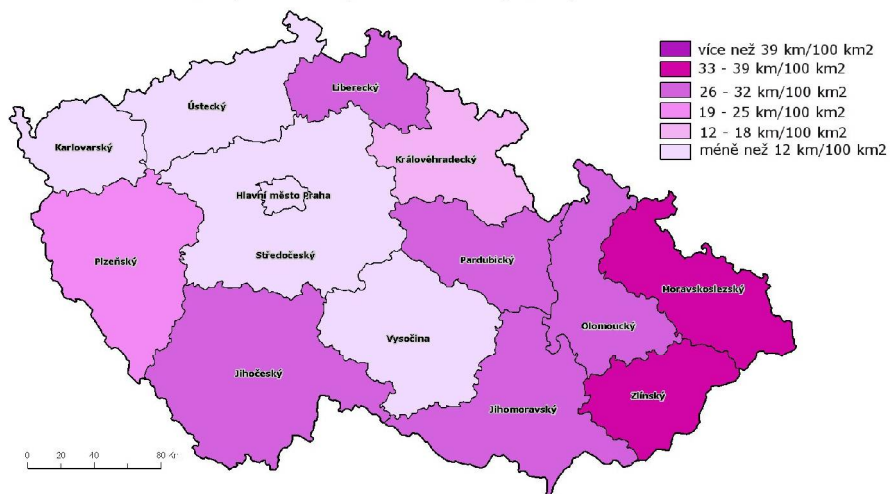 více než 39 km/100 km2
33 - 39 km/100 km2
26 - 32 km/100 km2
19 - 25 km/100 km2
12 - 18 km/100 km2
méně než 12 km/100 km2
Liberecký
Ústecký
Karlovarský
Královéhradecký
Hlavní město Praha
Středočeský
Plzeňský
Pardubický
Moravskoslezský
Olomoucký
Vysočina
Jihočeský
Zlínský
Jihomoravský
0 20 40 80 Km